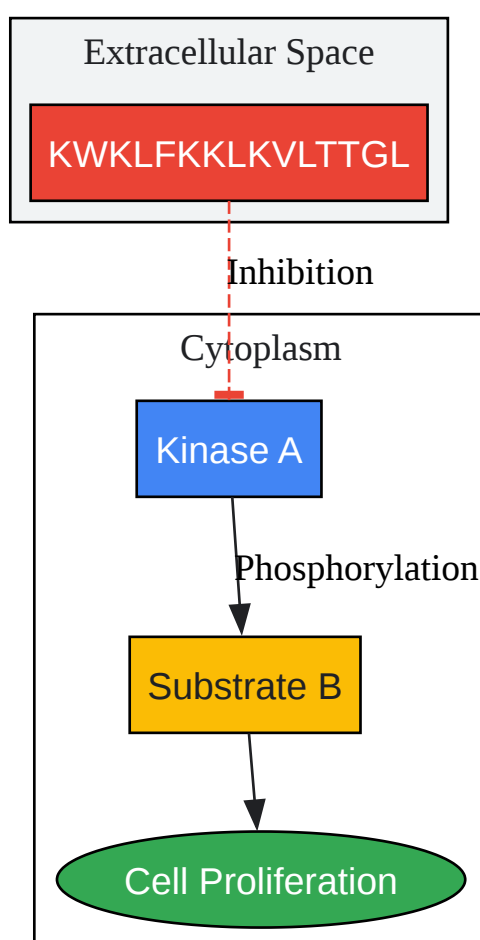 Extracellular Space
KWKLFKKLKVLTTGL
Inhibition
Cytoplasm
Kinase A
Phosphorylation
Substrate B
Cell Proliferation